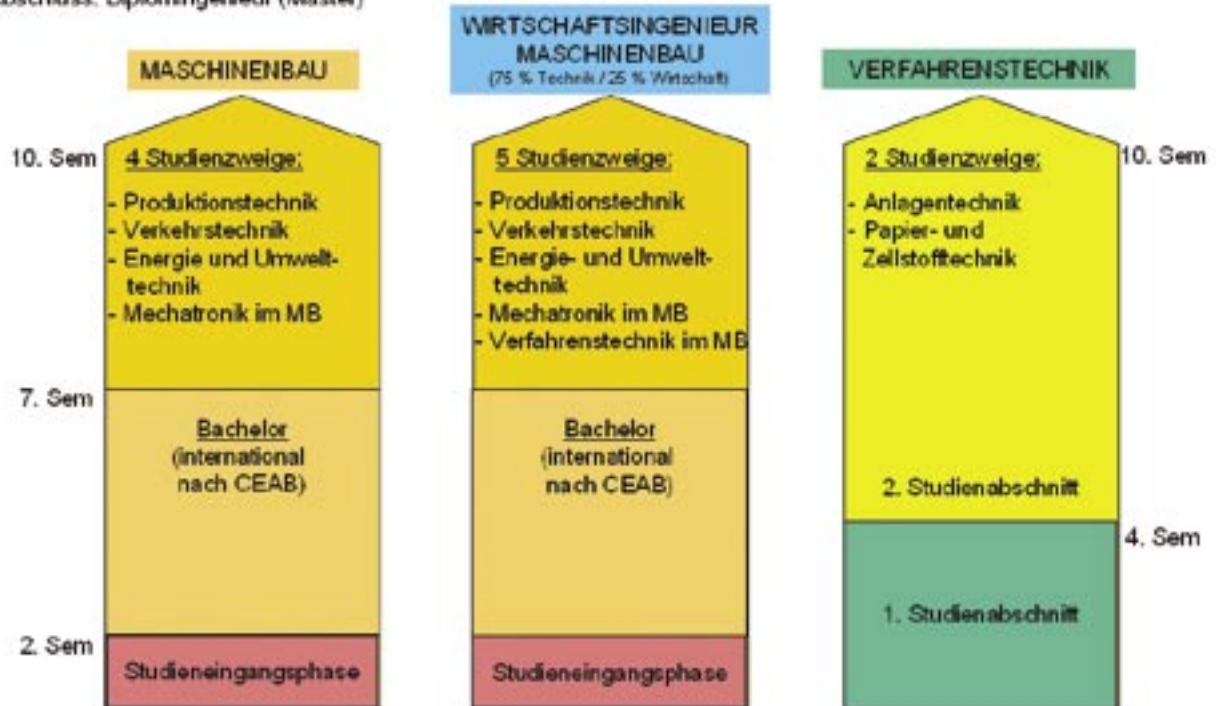 Diplomingenieur (Master)
MASCHINENBAU
10. Sem
4 Studienzweige:
- Produktionstechnik
- Verkehrstechnik
- Energie und Umwelt-
technik
- Mechatronik im MB
7. Sem
Bachelor
(international
nach CEAB)
2. Sem
Studieneingangsphase
WIRTSCHAFTSINGENIEUR
MASCHINENBAU
(75 % Technik / 25 % Wirtschaft)
5 Studienzweige:
- Produktionstechnik
- Verkehrstechnik
- Energie- und Umwelt-
technik
- Mechatronik im MB
- Verfahrenstechnik im MB
Bachelor
(international
nach CEAB)
Studieneingangsphase
VERFAHRENSTECHNIK
10. Sem
2 Studienzweige:
- Anlagentechnik
- Papier- und
Zellstofftechnik
2. Studienabschnitt
4. Sem
1. Studienabschnitt